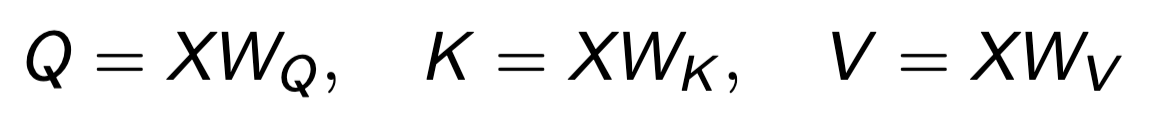 Q = XW_Q, K = XW_K, V = XW_V